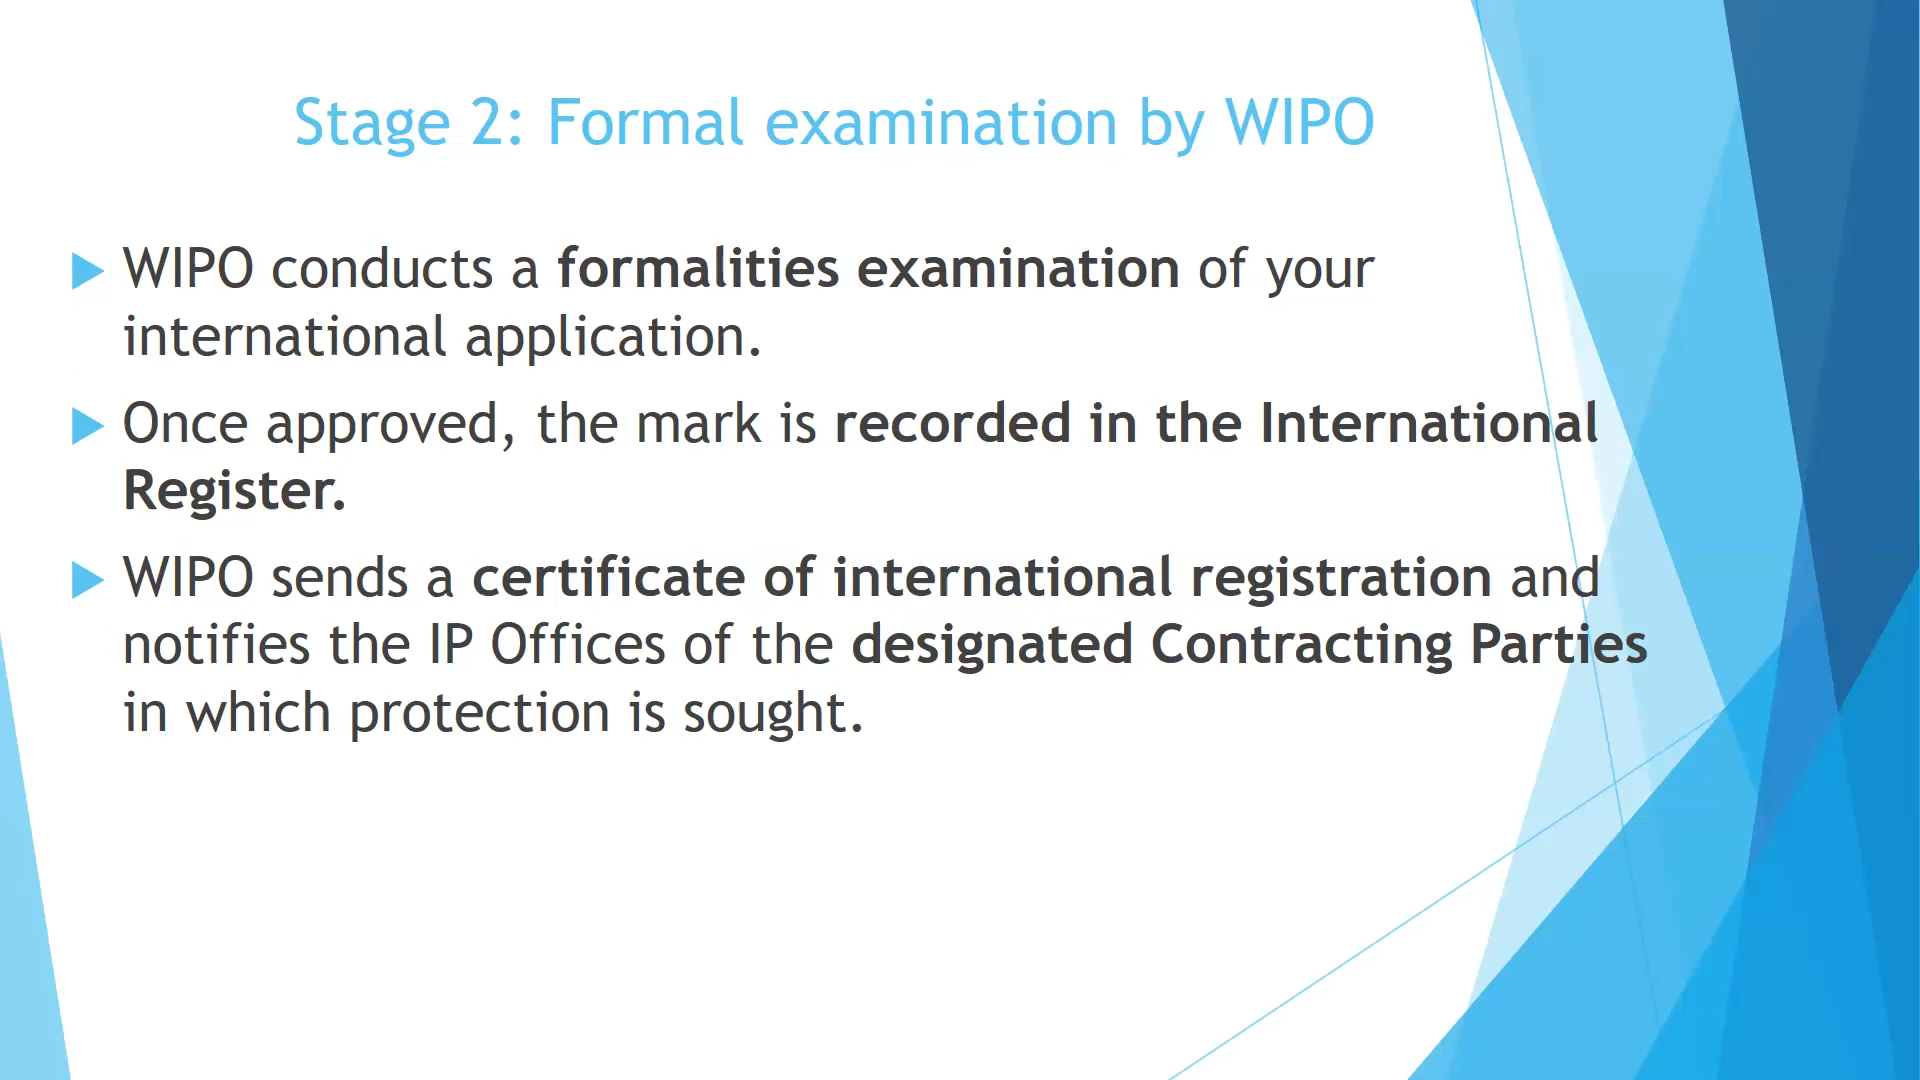 Stage 2: Formal examination by WIPO
WIPO conducts a formalities examination of your
international application.
Once approved, the mark is recorded in the International
Register.
WIPO sends a certificate of international registration and
notifies the IP Offices of the designated Contracting Parties
in which protection is sought.